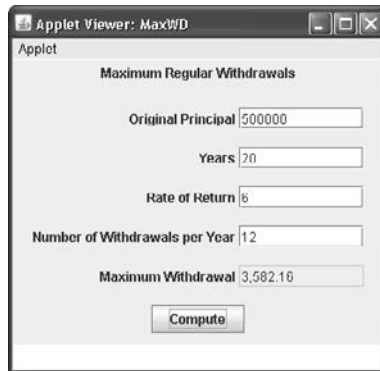 Applet Viewer: MaxWD
Applet
Maximum Regular Withdrawals
Original Principal 500000
Years 20
Rate of Return 6
Number of Withdrawals per Year 12
Maximum Withdrawal 3,582.16
Compute